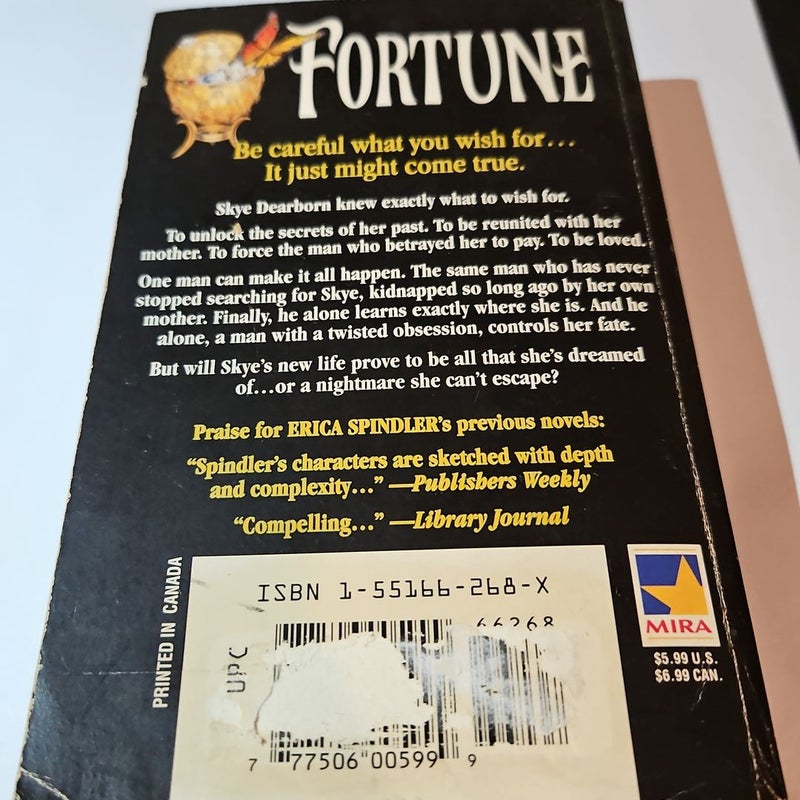 FORTUNE
Be careful what you wish for...
It just might come true.
Skye Dearborn knew exactly what to wish for.
To unlock the secrets of her past. To be reunited with her
mother. To force the man who betrayed her to pay. To be loved.
One man can make it all happen. The same man who has never
stopped searching for Skye, kidnapped so long ago by her own
mother. Finally, he alone learns exactly where she is. And he
alone, a man with a twisted obsession, controls her fate.
But will Skye's new life prove to be all that she's dreamed
of...or a nightmare she can't escape?
Praise for ERICA SPINDLER's previous novels:
"Spindler's characters are sketched with depth
and complexity..." —Publishers Weekly
"Compelling..." —Library Journal
PRINTED IN CANADA
ISBN 1-55166-268-X
66268
UPC
7 77506 00599 9
MIRA
$5.99 U.S.
$6.99 CAN.